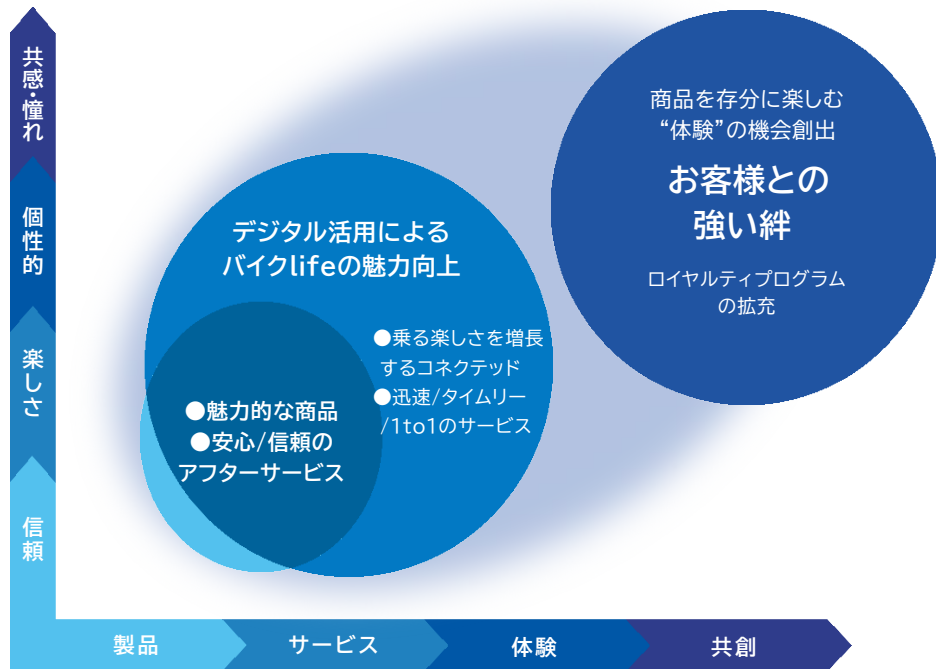 共感・憧れ
個性的
楽しさ
信頼
商品を存分に楽しむ
“体験”の機会創出
お客様との
強い絆
ロイヤルティプログラム
の拡充
デジタル活用による
バイクlifeの魅力向上
●乗る楽しさを増長
するコネクテッド
●迅速/タイムリー
/1to1のサービス
●魅力的な商品
●安心/信頼の
アフターサービス
製品
サービス
体験
共創